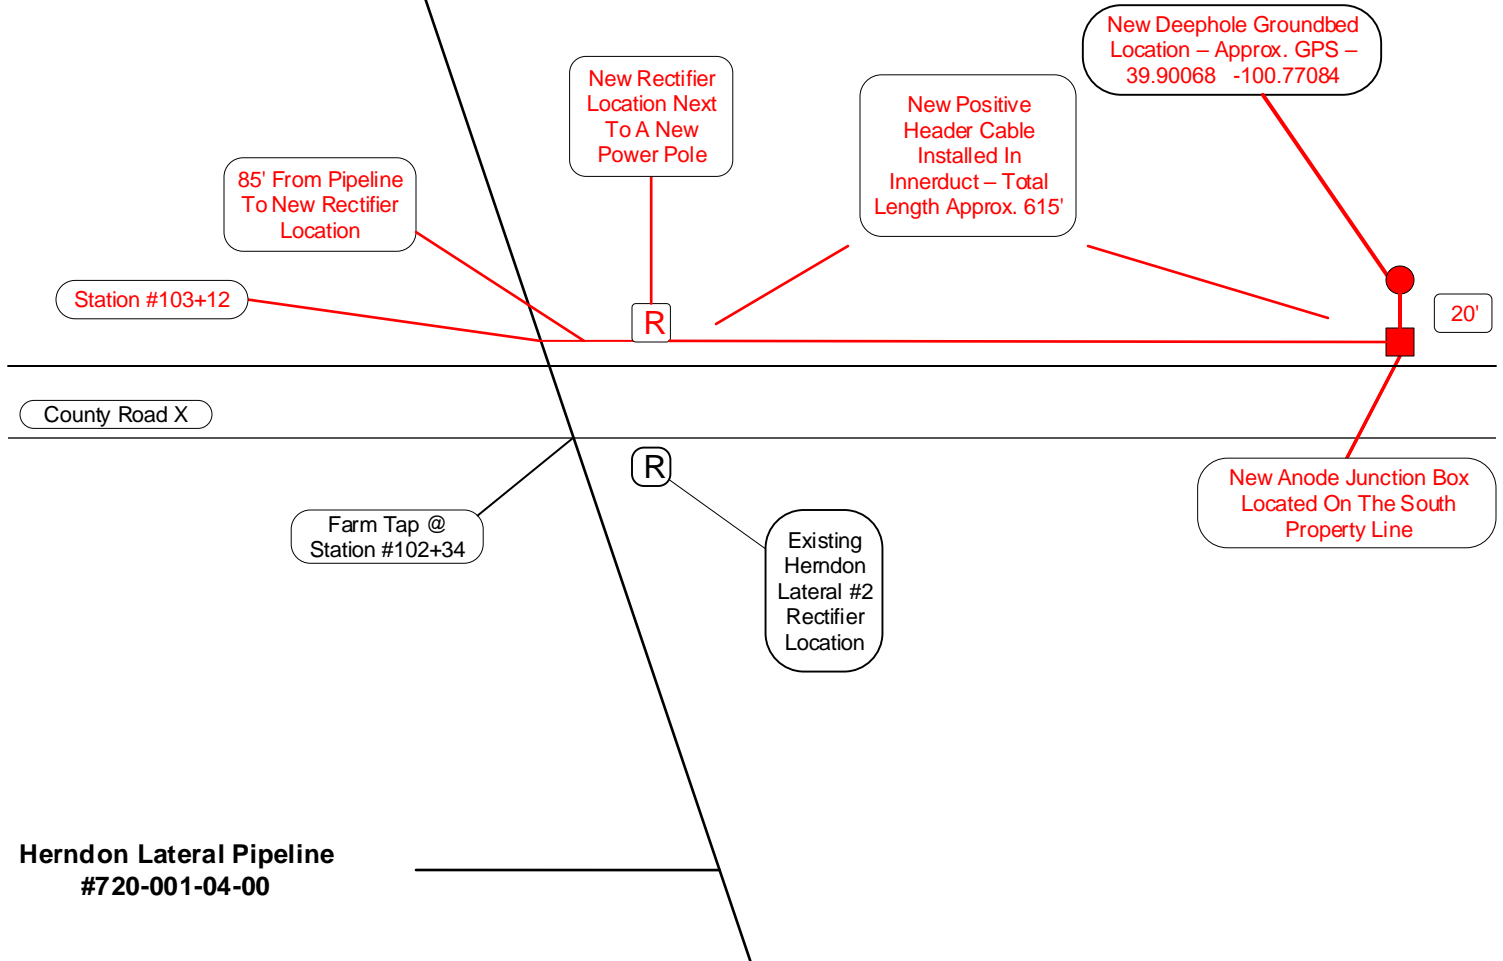 New Deephole Groundbed
Location – Approx. GPS –
39.90068 -100.77084
New Rectifier
Location Next
To A New
Power Pole
New Positive
Header Cable
Installed In
Innerduct – Total
Length Approx. 615'
85' From Pipeline
To New Rectifier
Location
Station #103+12
R
20'
County Road X
R
New Anode Junction Box
Located On The South
Property Line
Farm Tap @
Station #102+34
Existing
Herndon
Lateral #2
Rectifier
Location
Herndon Lateral Pipeline
#720-001-04-00